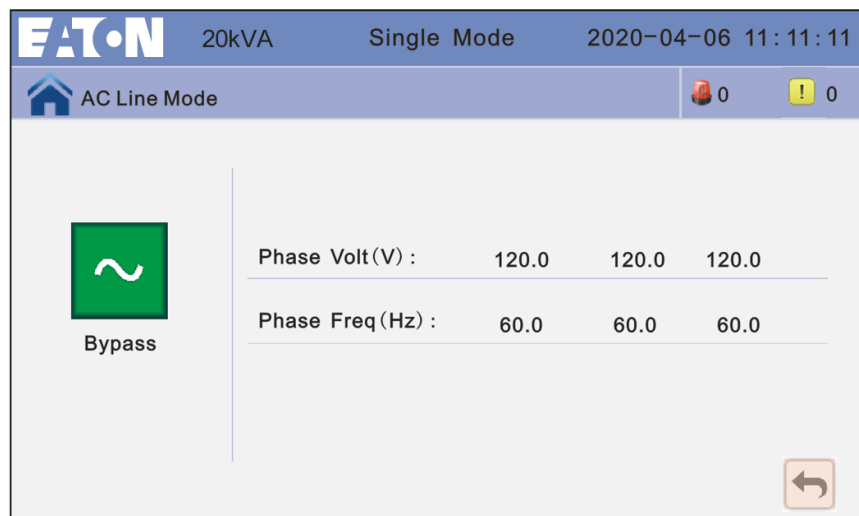 EATON 20kVA Single Mode 2020-04-06 11:11:11
AC Line Mode 0 ! 0
Phase Volt(V): 120.0 120.0 120.0
Phase Freq(Hz): 60.0 60.0 60.0
Bypass